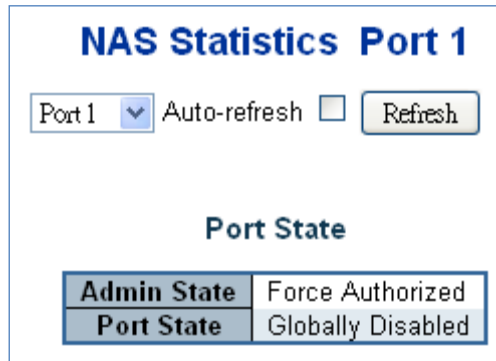 NAS Statistics Port 1
Port 1 Auto-refresh Refresh
Port State
Admin State Force Authorized
Port State Globally Disabled